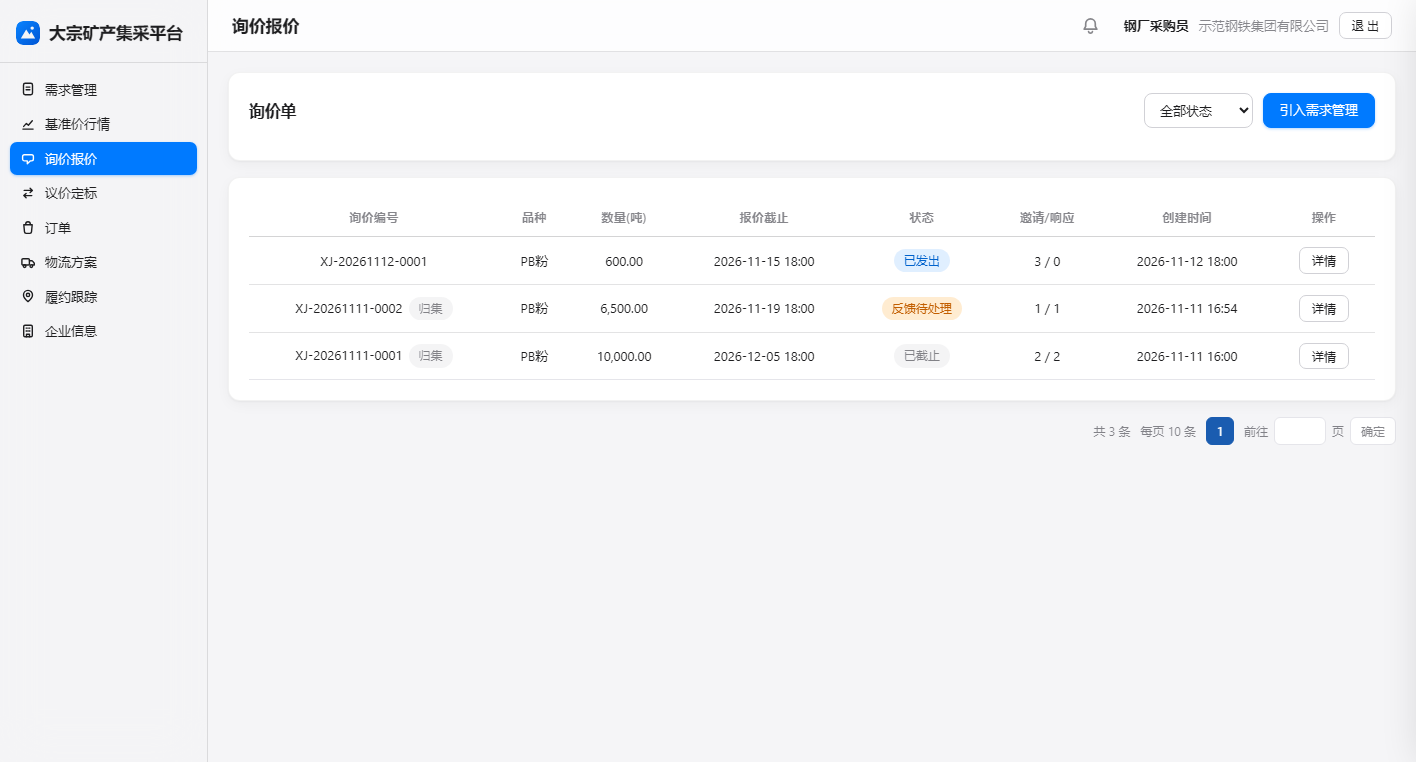 大宗矿产集采平台
需求管理
基准价行情
询价报价
议价定标
订单
物流方案
履约跟踪
企业信息
询价报价 钢厂采购员 示范钢铁集团有限公司 退出
询价单 全部状态 引入需求管理
询价编号 品种 数量(吨) 报价截止 状态 邀请/响应 创建时间 操作
XJ-20261112-0001 PB粉 600.00 2026-11-15 18:00 已发出 3 / 0 2026-11-12 18:00 详情
XJ-20261111-0002 归集 PB粉 6,500.00 2026-11-19 18:00 反馈待处理 1 / 1 2026-11-11 16:54 详情
XJ-20261111-0001 归集 PB粉 10,000.00 2026-12-05 18:00 已截止 2 / 2 2026-11-11 16:00 详情
共 3 条 每页 10 条 1 前往 页 确定